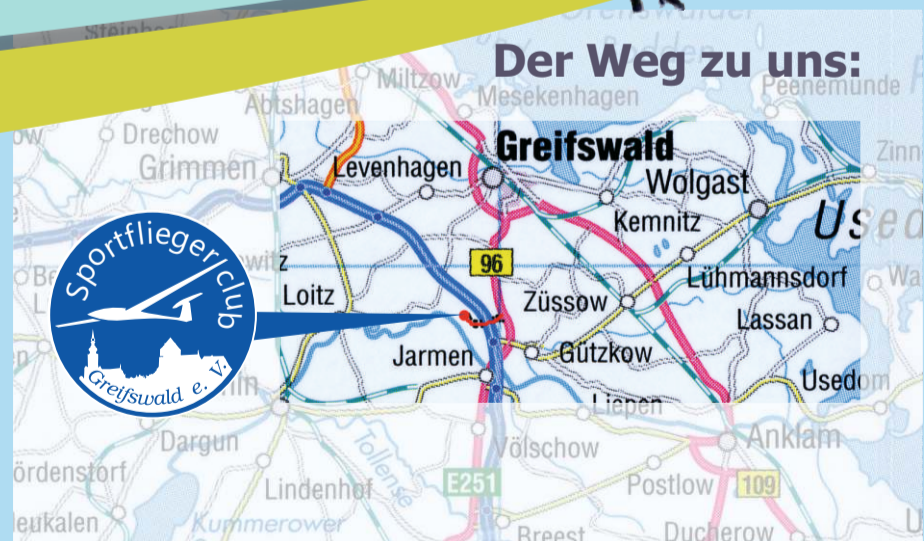 Der Weg zu uns:
Miltzow
Mesekenhagen
Peenemünde
Abtshagen
Drechow
Grimmen
Levenhagen
Greifswald
Wolgast
Kemnitz
96
Loitz
Züssow
Lühmannsdorf
Lassan
Jarmen
Gützkow
Usedom
Sportfliegerclub
Greifswald e. V.
Liepen
Dargun
Völschow
Anklam
Tollense
Lindenhof
E251
Postlow
109
Kummerower
Breest
Ducherow